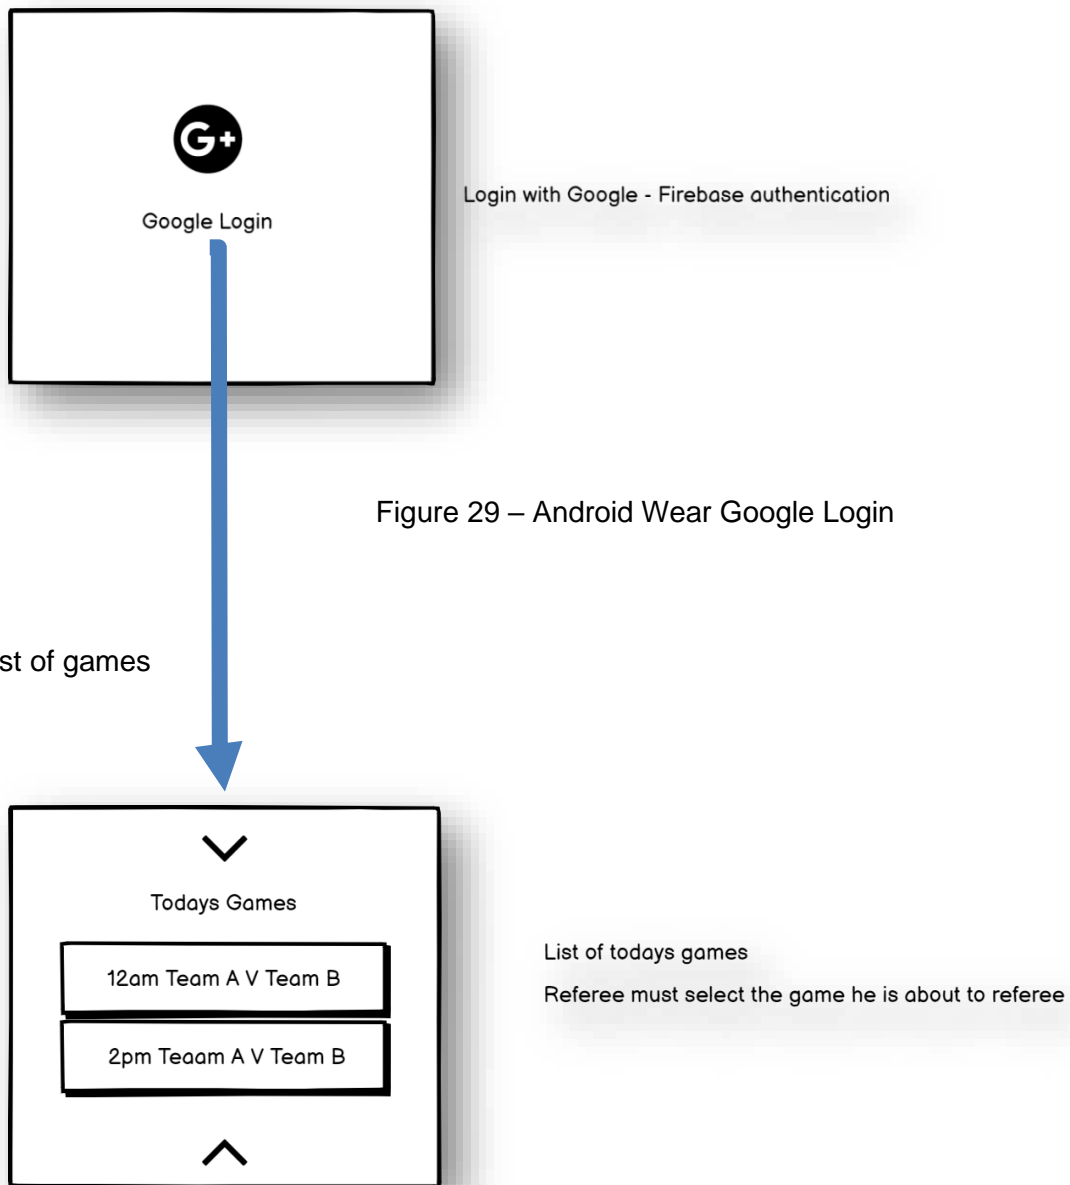 G+
Google Login
Login with Google - Firebase authentication
Figure 29 – Android Wear Google Login
st of games
Todays Games
12am Team A V Team B
2pm Teaam A V Team B
List of todays games
Referee must select the game he is about to referee